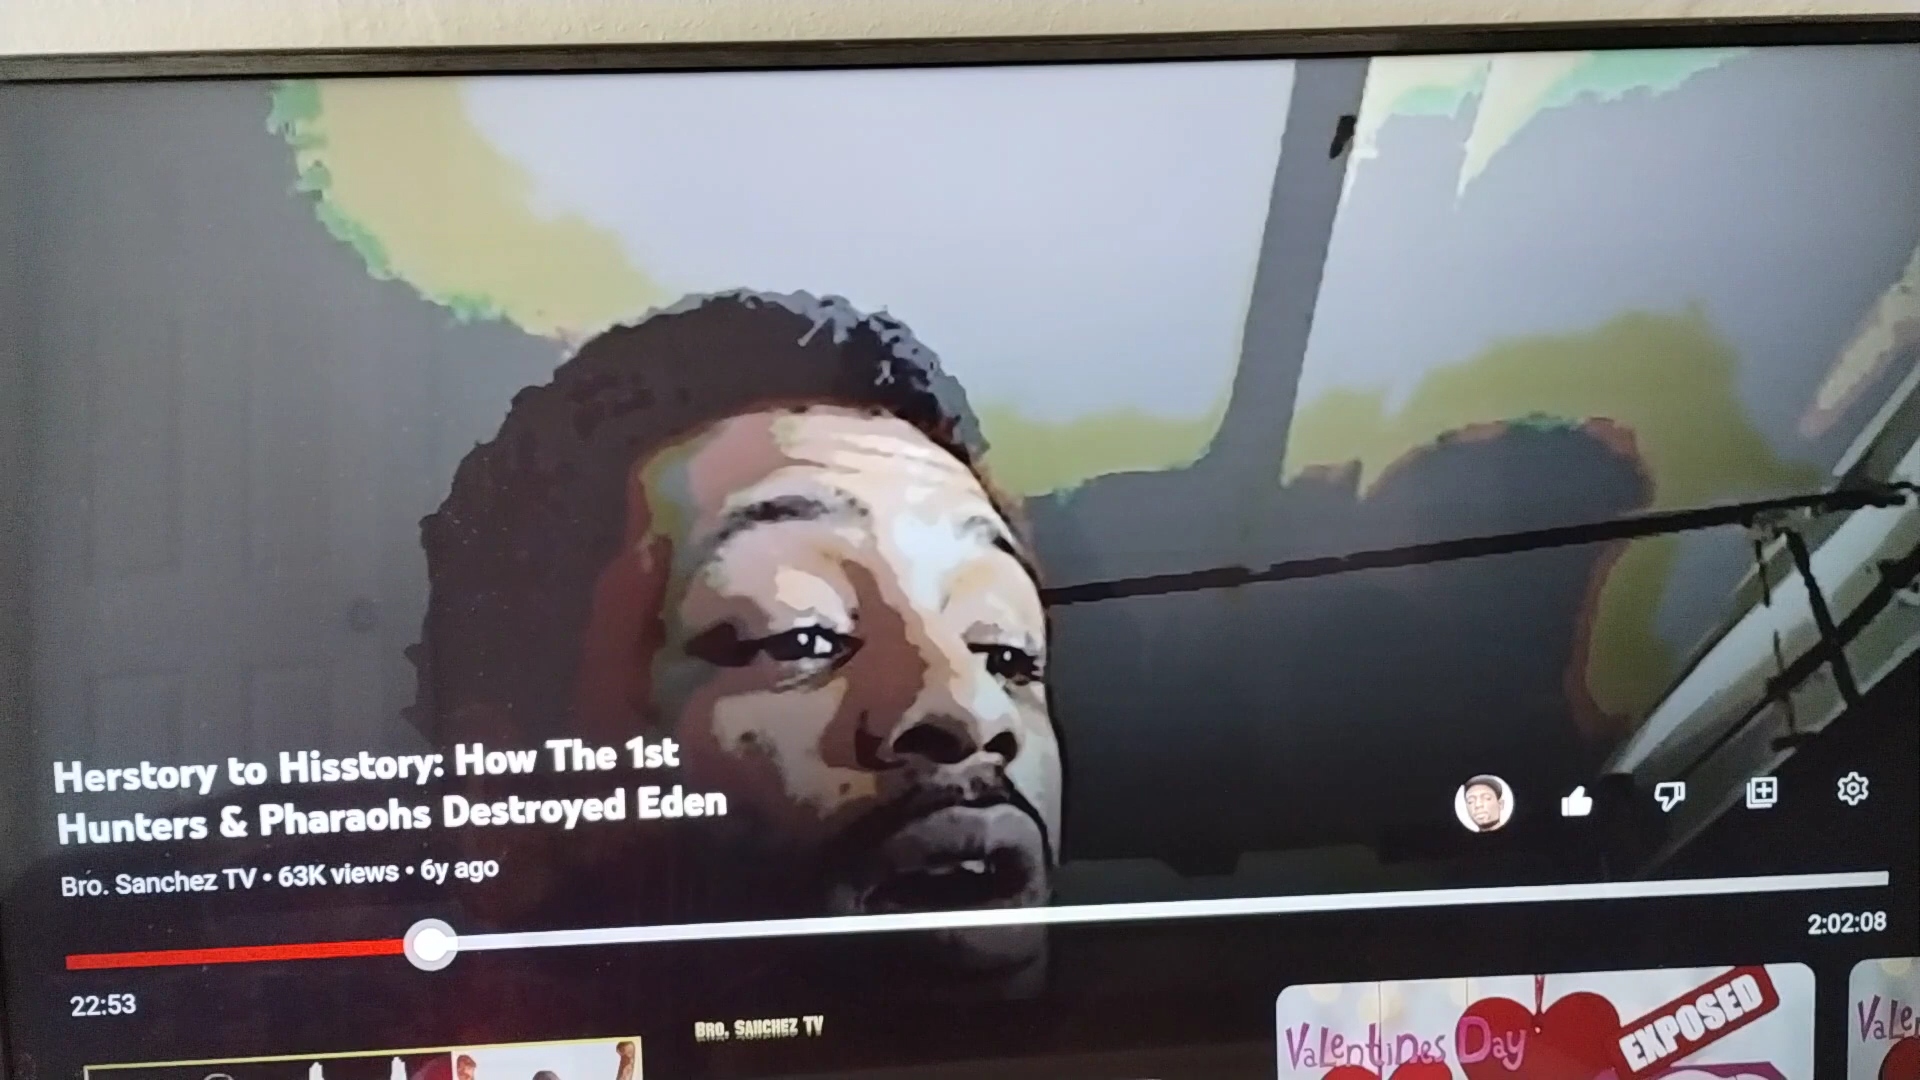 Herstory to Hisstory: How The 1st
Hunters & Pharaohs Destroyed Eden
Bro. Sanchez TV • 63K views • 6y ago
2:02:08
22:53
BRO. SANCHEZ TV
Valentines Day
EXPOSED
Vale